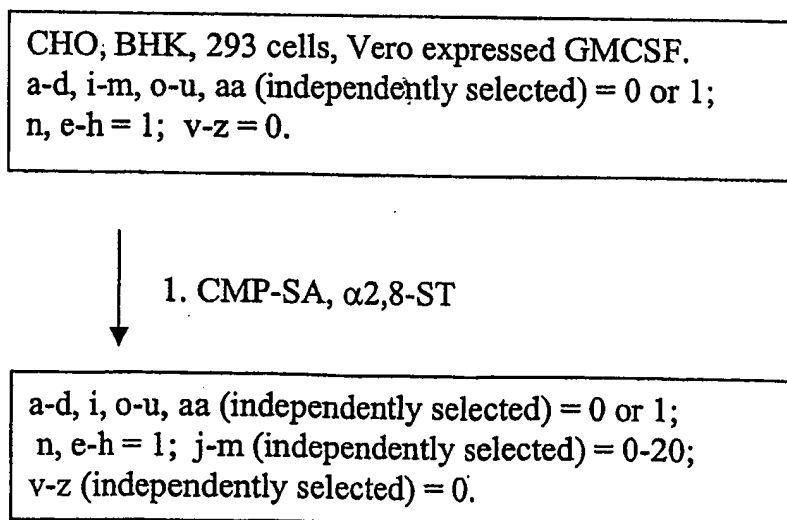 CHO, BHK, 293 cells, Vero expressed GMCSF.
a-d, i-m, o-u, aa (independently selected) = 0 or 1;
n, e-h = 1; v-z = 0.
1. CMP-SA, α2,8-ST
a-d, i, o-u, aa (independently selected) = 0 or 1;
n, e-h = 1; j-m (independently selected) = 0-20;
v-z (independently selected) = 0.